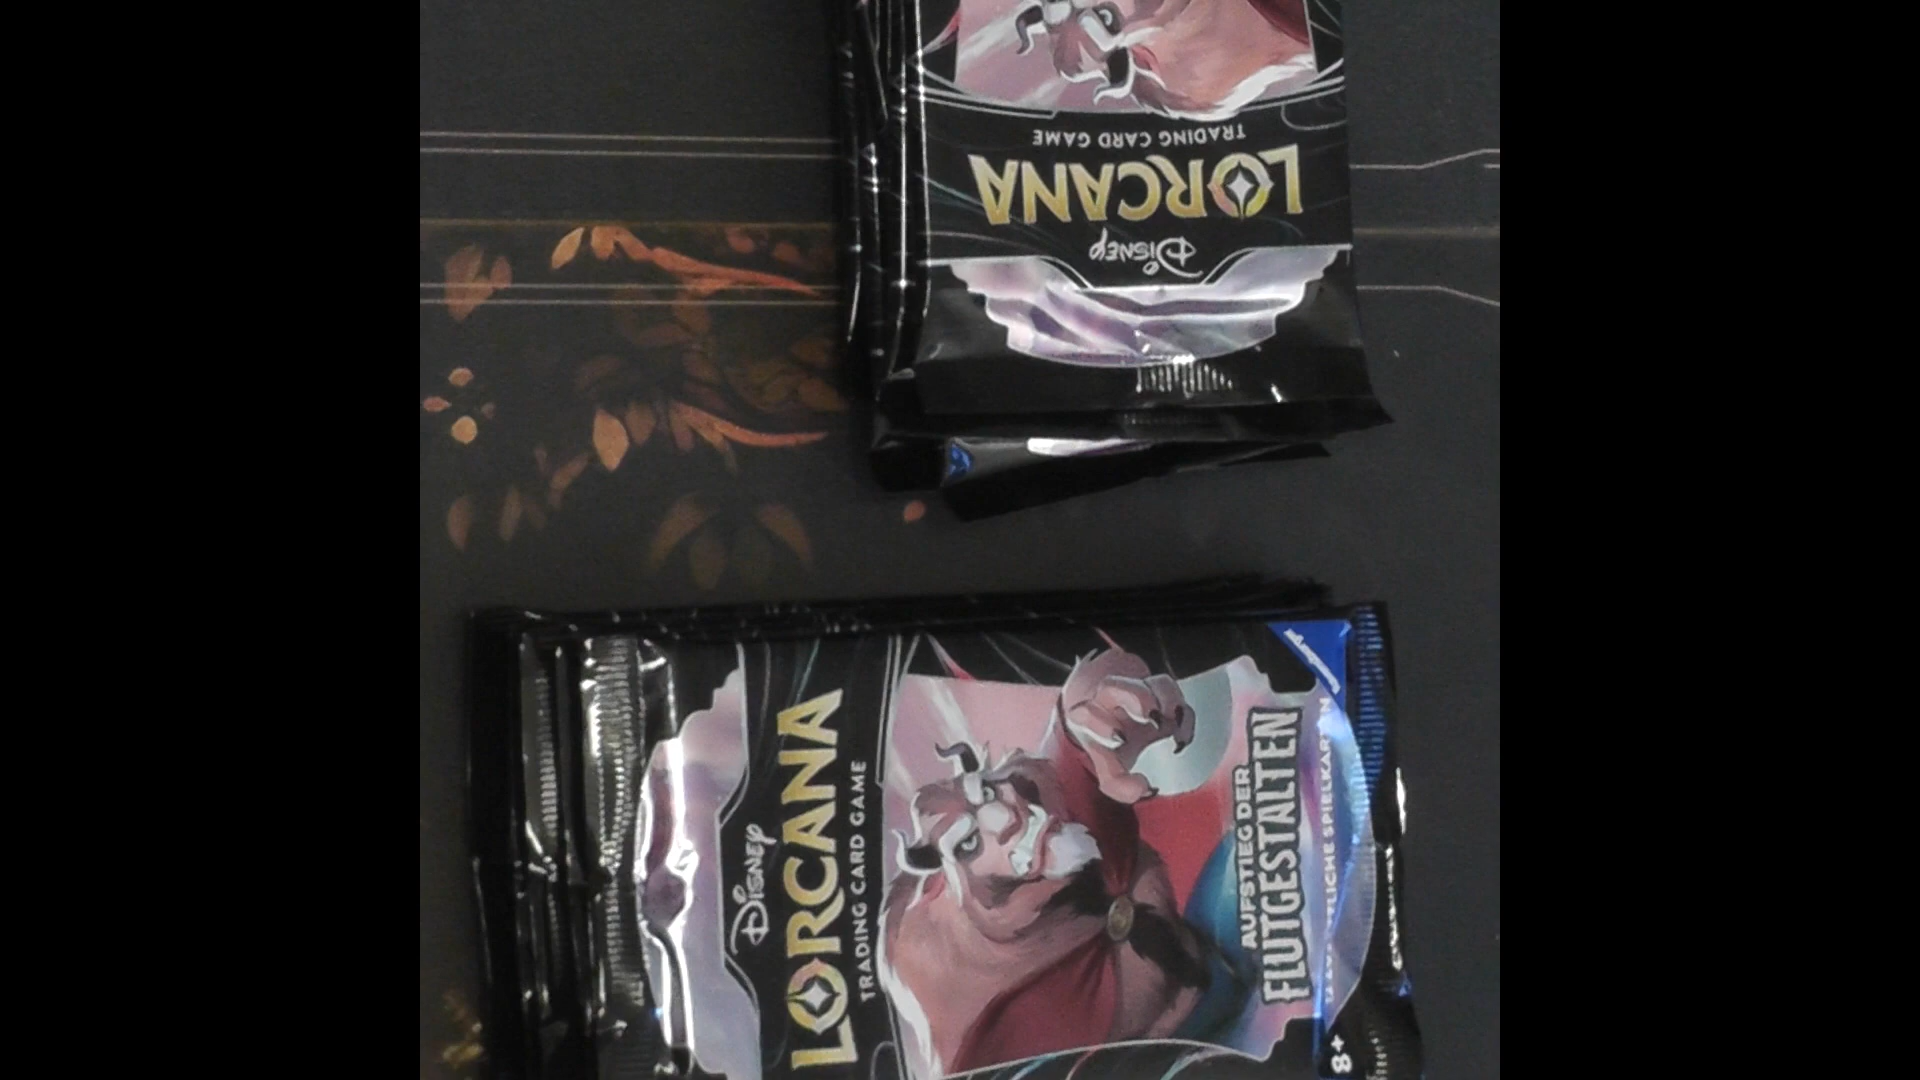 TRADING CARD GAME
LORCANA
Disney
Disney
LORCANA
TRADING CARD GAME
AUFSTIEG DER
FLUTGESTALTEN
8+